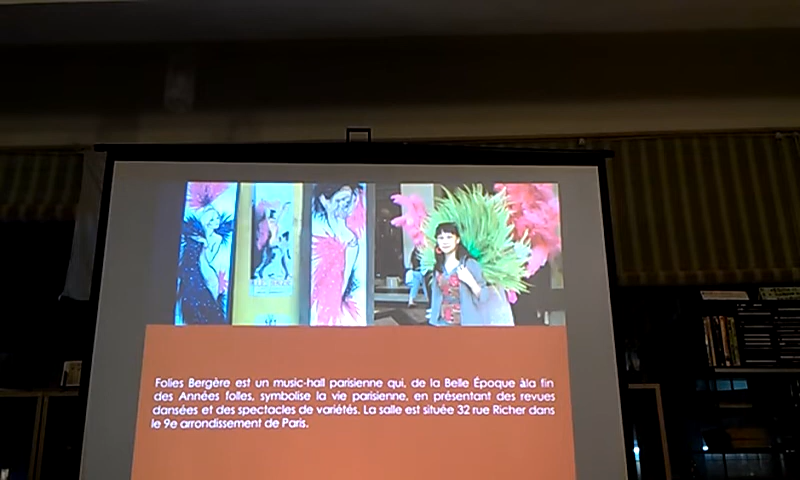 Folies Bergère est un music-hall parisienne qui, de la Belle Époque àla fin
des Années folles, symbolise la vie parisienne, en présentant des revues
dansées et des spectacles de variétés. La salle est située 32 rue Richer dans
le 9e arrondissement de Paris.